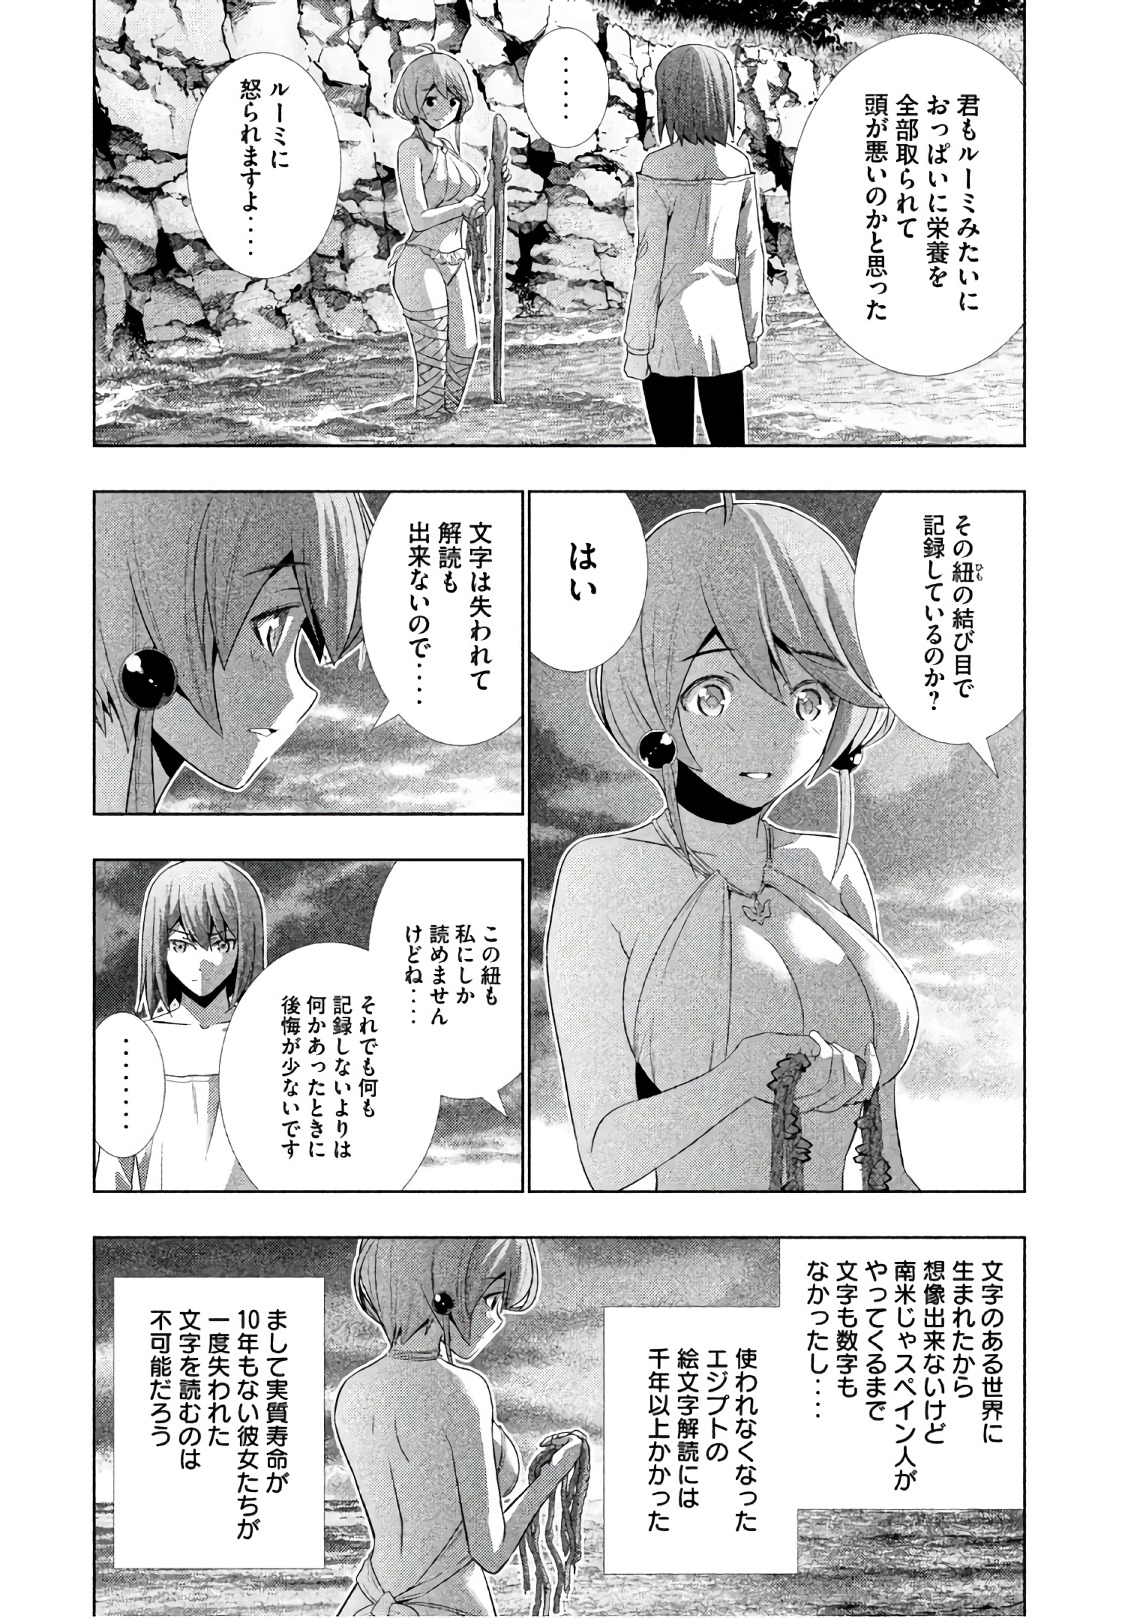 君もルーミみたいに
おっぱいに栄養を
全部取られて
頭が悪いのかと思った
・・・・・
ルーミに
怒られますよ・・・・
その紐の結び目で
ひも
記録しているのか？
はい
文字は失われて
解読も
出来ないので・・・・
この紐も
私にしか
読めません
けどね・・・・
それでも何も
記録しないよりは
何かあったときに
後悔が少ないです
・・・・・・・
文字のある世界に
生まれたから
想像出来ないけど
南米じゃスペイン人が
やってくるまで
文字も数字も
なかったし・・・・
使われなくなった
エジプトの
絵文字解読には
千年以上かかった
まして実質寿命が
10年もない彼女たちが
一度失われた
文字を読むのは
不可能だろう